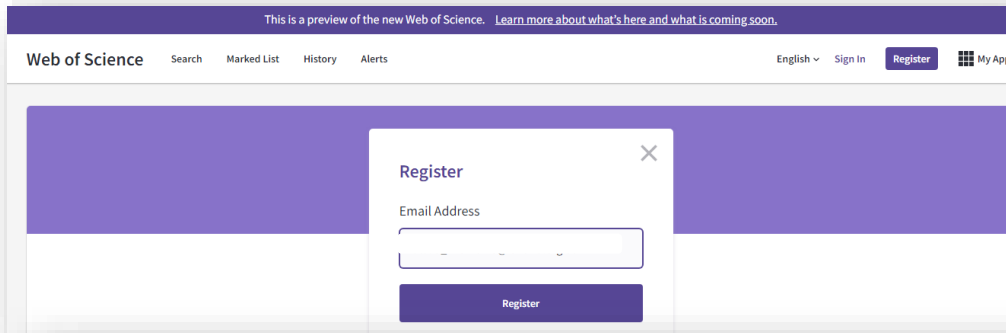 This is a preview of the new Web of Science. Learn more about what's here and what is coming soon.
Web of Science Search Marked List History Alerts English Sign In Register My
Register
Email Address
Register